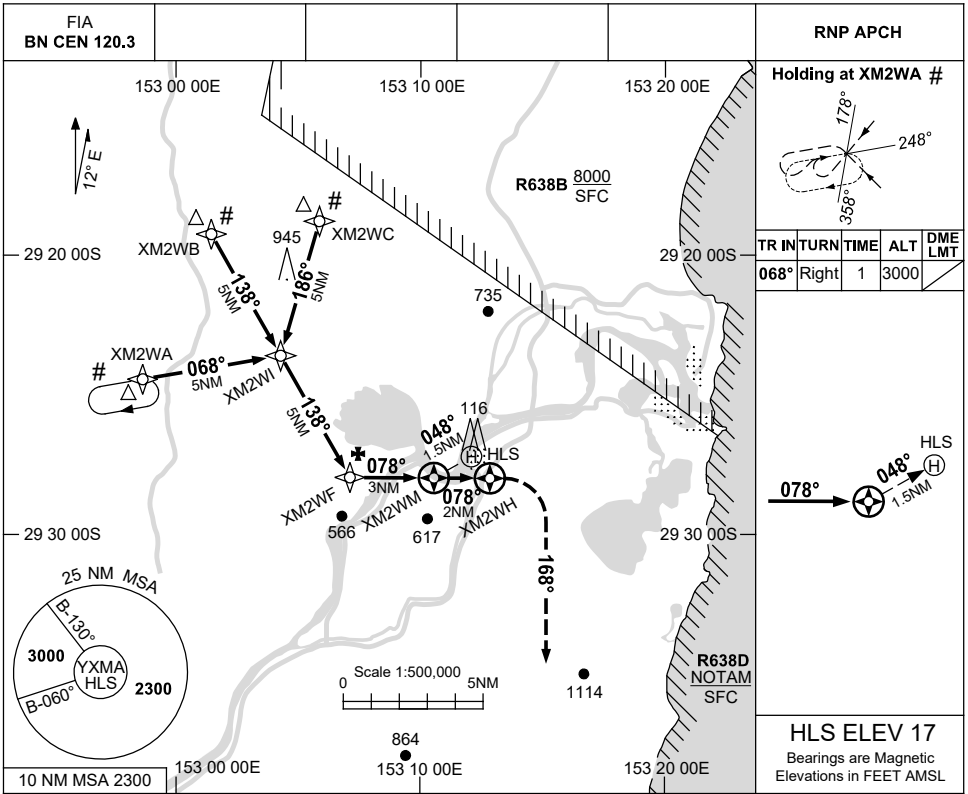 FIA
BN CEN 120.3
RNP APCH
153 00 00E
153 10 00E
153 20 00E
Holding at XM2WA #
178°
248°
358°
12° E
R638B 8000
SFC
#
#
XM2WB
945
XM2WC
29 20 00S
29 20 00S
TR IN TURN TIME ALT DME LMT
068° Right 1 3000
138°
5NM
186°
5NM
735
XM2WA
#
068°
5NM
XM2WI
138°
5NM
116
048°
1.5NM
H HLS
078°
3NM
078°
2NM
XM2WF
XM2WM
XM2WH
HLS
H
048°
1.5NM
078°
566
617
29 30 00S
29 30 00S
168°
25 NM MSA
B-130°
3000
YXMA
HLS
2300
B-060°
Scale 1:500,000
0
5NM
R638D
NOTAM
SFC
1114
864
HLS ELEV 17
Bearings are Magnetic
Elevations in FEET AMSL
10 NM MSA 2300
153 00 00E
153 10 00E
153 20 00E